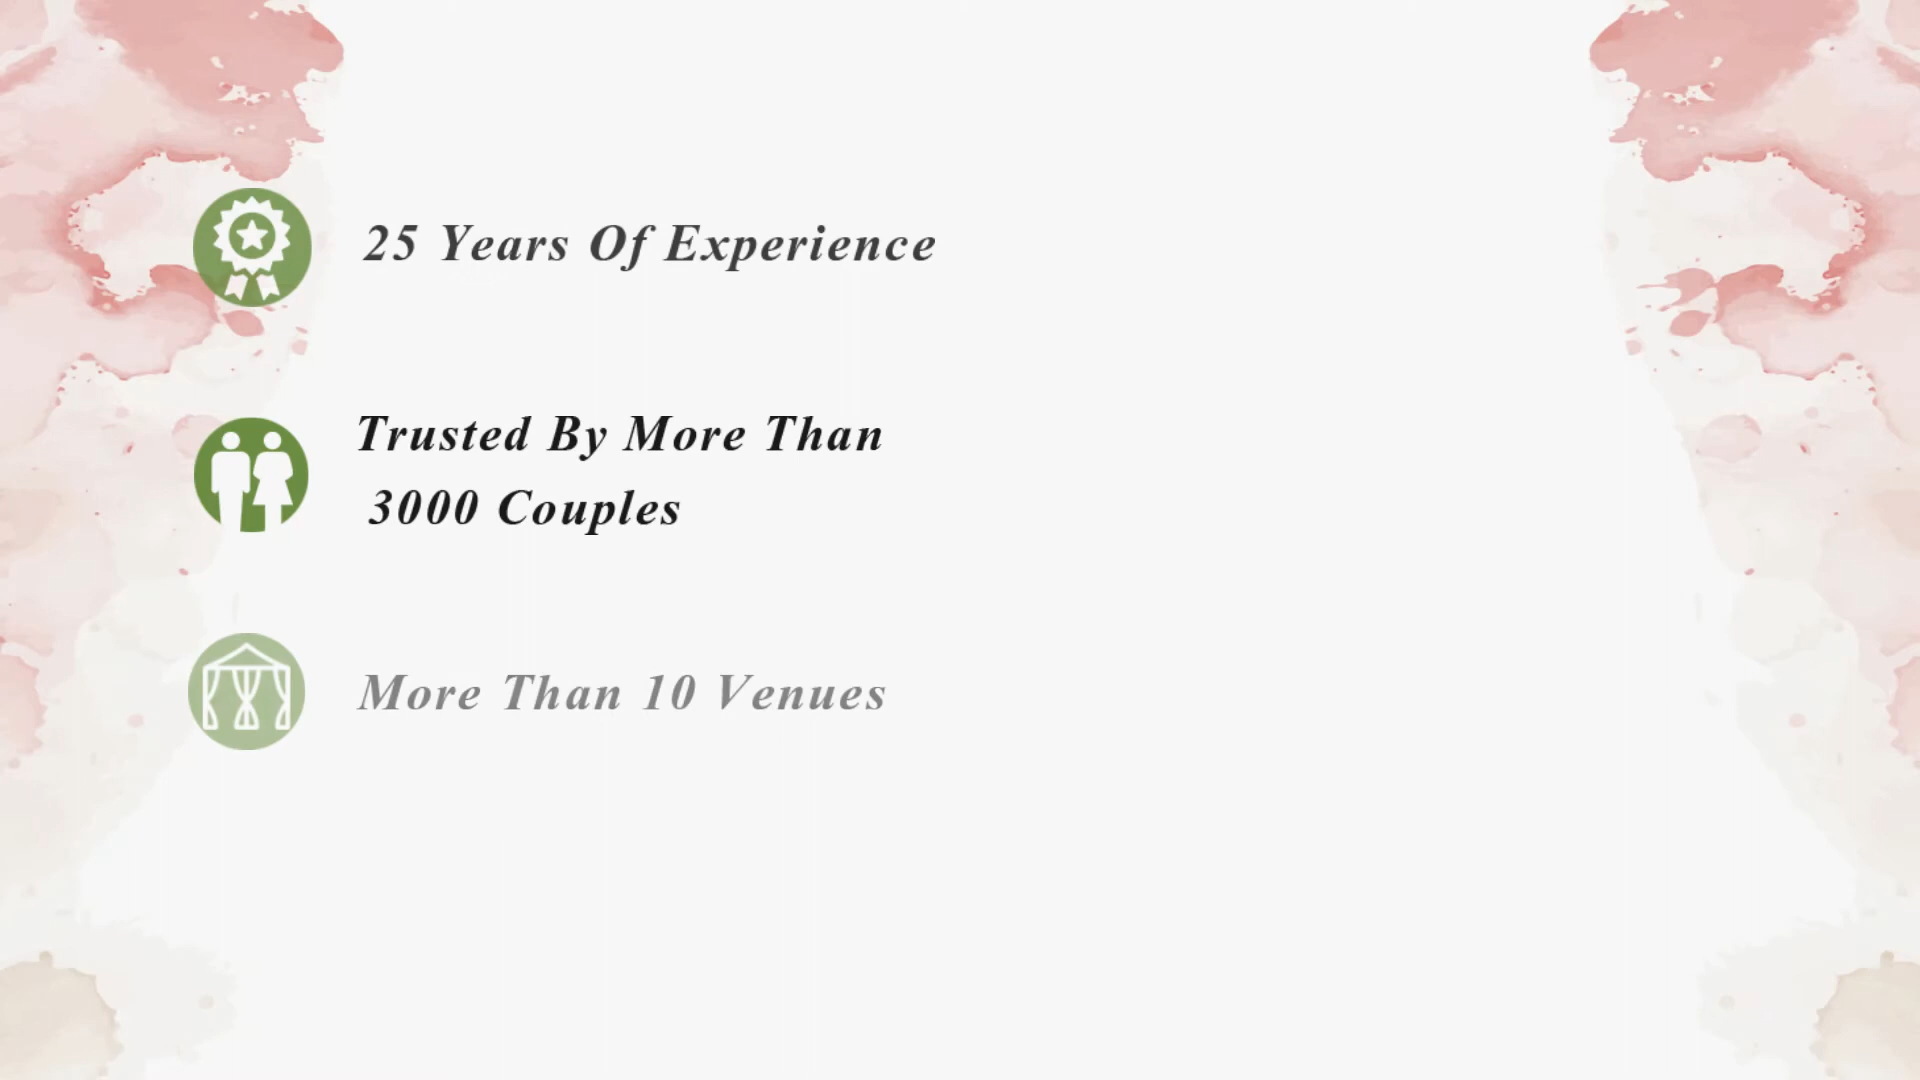 25 Years Of Experience
Trusted By More Than
3000 Couples
More Than 10 Venues